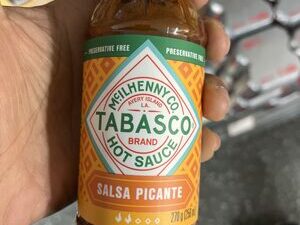 PRESERVATIVE FREE
PRESERVATIVE FREE
McILHENNY CO
AVERY ISLAND
LA.
TABASCO
BRAND
HOT SAUCE
SALSA PICANTE